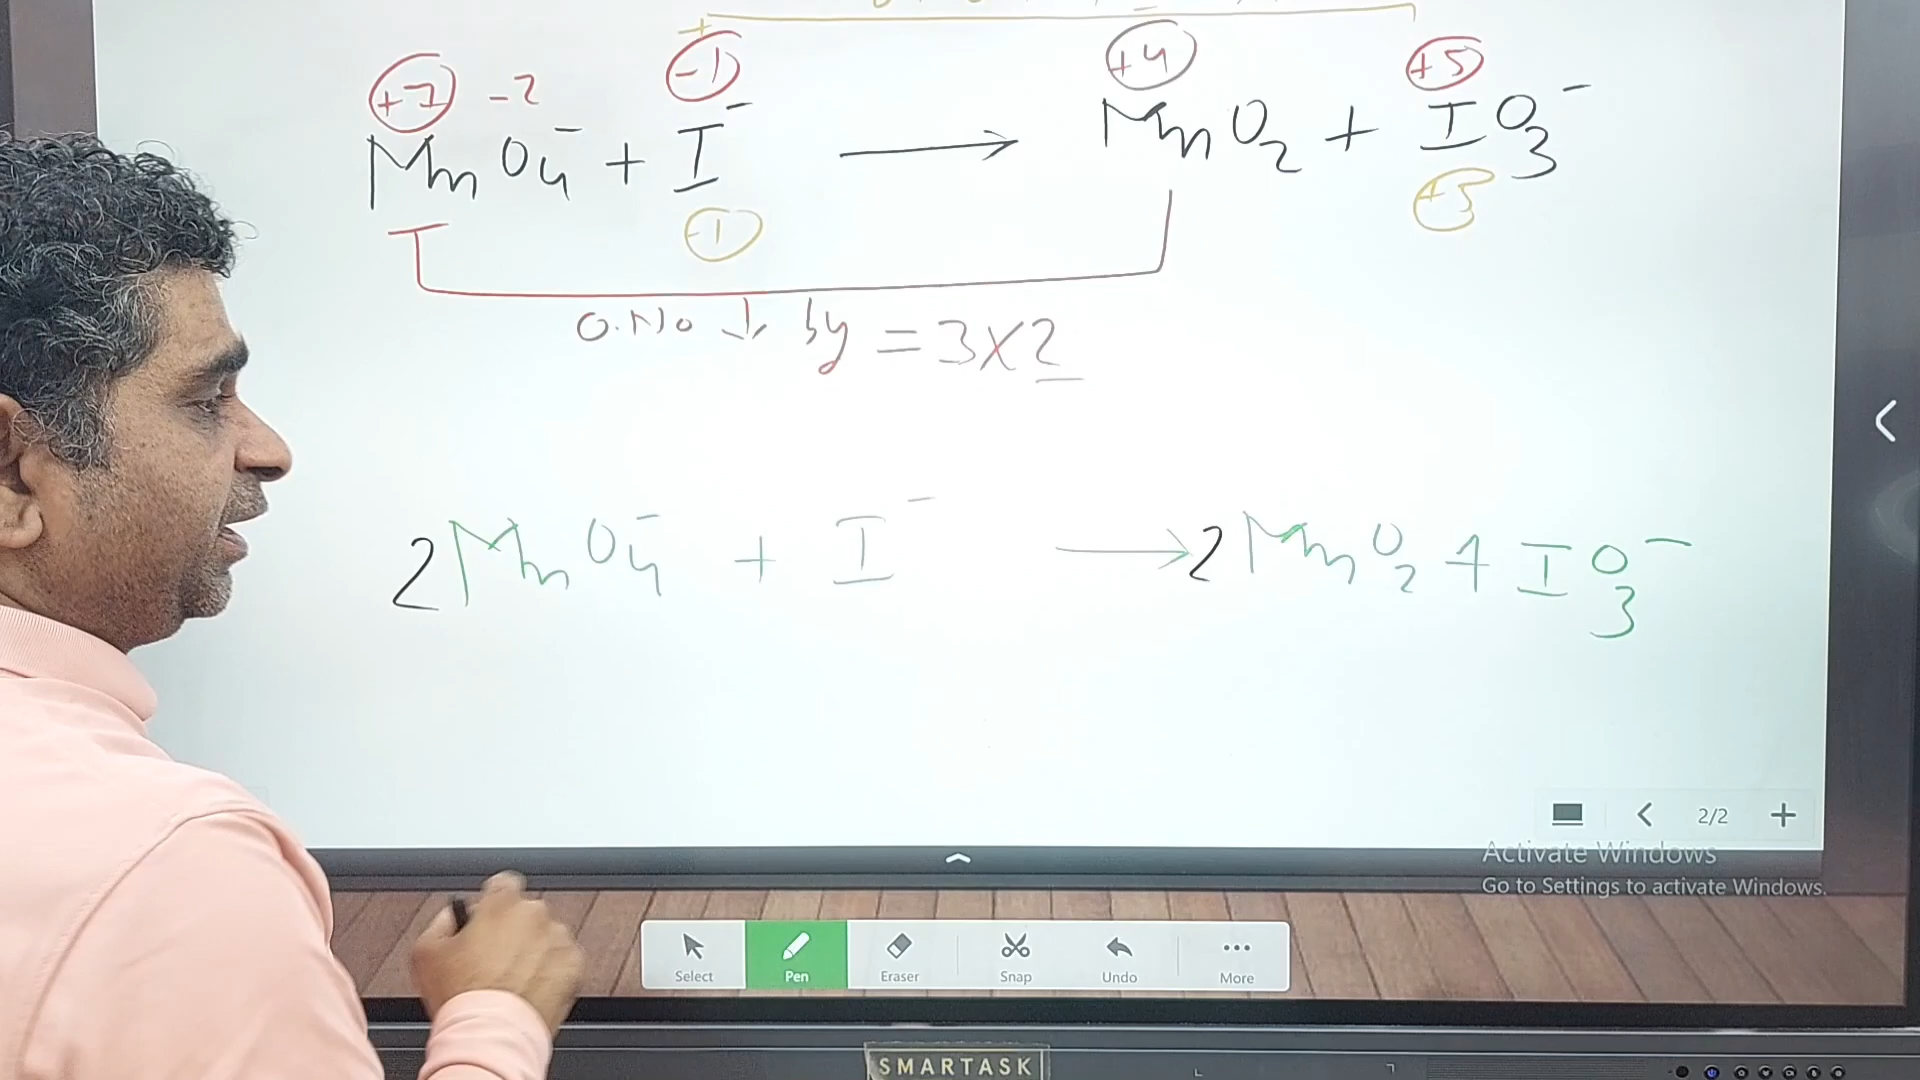 +7 -2 -1 +4 +5
MnO4⁻ + I⁻ ⟶ MnO2 + IO3⁻
-1 +5
O.No ↓ by = 3×2
2MnO4⁻ + I⁻ ⟶ 2MnO2 + IO3⁻
2/2
Activate Windows
Go to Settings to activate Windows.
Select Pen Eraser Snap Undo More
SMARTASK